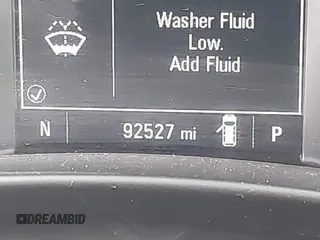 Washer Fluid
Low.
Add Fluid
N 92527 mi P
DREAMBID